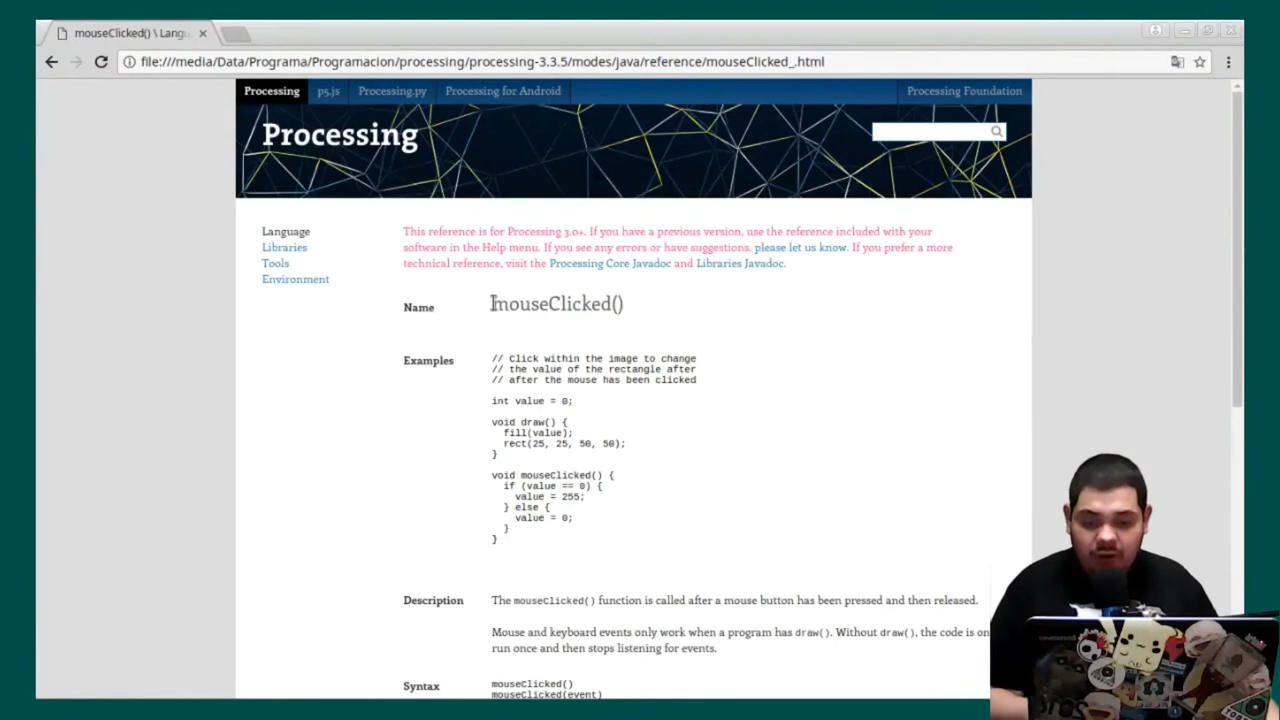 mouseClicked() \ Langu
file:///media/Data/Programa/Programacion/processing/processing-3.3.5/modes/java/reference/mouseClicked_.html
Processing p5.js Processing.py Processing for Android Processing Foundation
Processing
Language
Libraries
Tools
Environment
This reference is for Processing 3.0+. If you have a previous version, use the reference included with your
software in the Help menu. If you see any errors or have suggestions, please let us know. If you prefer a more
technical reference, visit the Processing Core Javadoc and Libraries Javadoc.
Name mouseClicked()
Examples // Click within the image to change
// the value of the rectangle after
// after the mouse has been clicked
int value = 0;
void draw() {
fill(value);
rect(25, 25, 50, 50);
}
void mouseClicked() {
if (value == 0) {
value = 255;
} else {
value = 0;
}
}
Description The mouseClicked() function is called after a mouse button has been pressed and then released.
Mouse and keyboard events only work when a program has draw(). Without draw(), the code is on
run once and then stops listening for events.
Syntax mouseClicked()
mouseClicked(event)